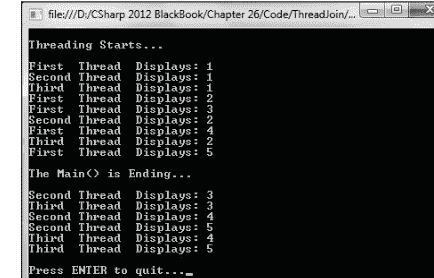 file:///D:/CSharp 2012 BlackBook/Chapter 26/Code/ThreadJoin/...
Threading Starts...
First Thread Displays: 1
Second Thread Displays: 1
Third Thread Displays: 1
First Thread Displays: 2
First Thread Displays: 3
Second Thread Displays: 2
First Thread Displays: 4
Third Thread Displays: 2
First Thread Displays: 5
The Main() is Ending...
Second Thread Displays: 3
Third Thread Displays: 3
Second Thread Displays: 4
Second Thread Displays: 5
Third Thread Displays: 4
Third Thread Displays: 5
Press ENTER to quit..._